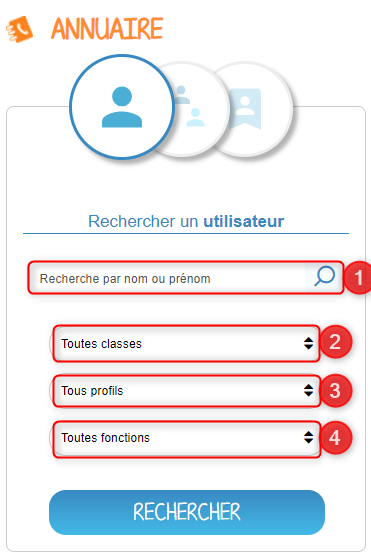 ANNUAIRE
Rechercher un utilisateur
Recherche par nom ou prénom
1
Toutes classes
2
Tous profils
3
Toutes fonctions
4
RECHERCHER